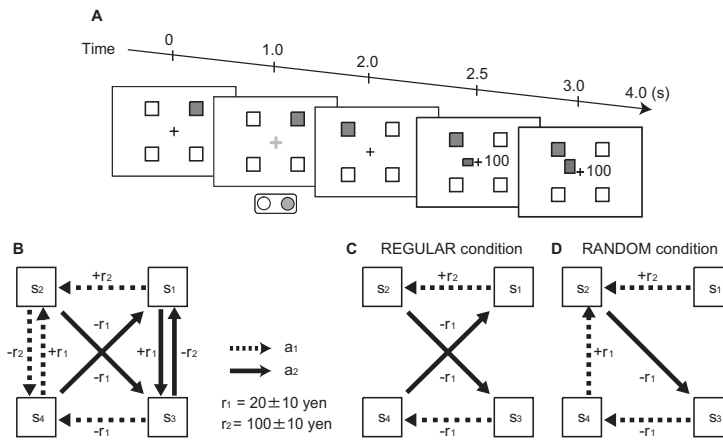 A
Time 0 1.0 2.0 2.5 3.0 4.0 (s)
+
+
+
+ 100
+ 100
B
C REGULAR condition
D RANDOM condition
S2 +r2 S1
-r2 +r1 -r1 -r1 +r1 -r2
S4 -r1 S3
a1
a2
r1 = 20±10 yen
r2 = 100±10 yen
S2 +r2 S1
-r1
-r1
S4 -r1 S3
S2 +r2 S1
+r1 -r1
S4 -r1 S3